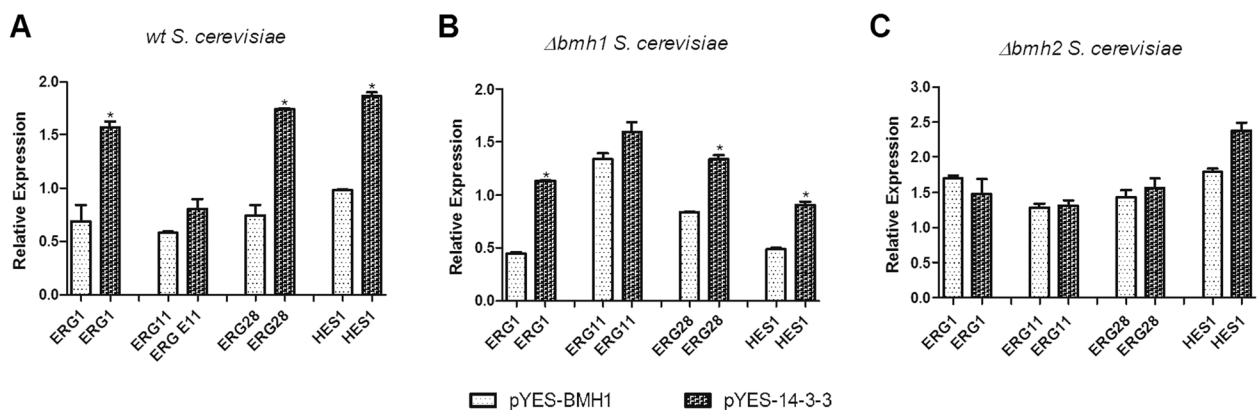 A
wt S. cerevisiae
Relative Expression
2.0
1.5
1.0
0.5
0.0
*
*
*
ERG1
ERG1
ERG11
ERG E11
ERG28
ERG28
HES1
HES1
B
Δbmh1 S. cerevisiae
Relative Expression
2.0
1.5
1.0
0.5
0.0
*
*
*
ERG1
ERG1
ERG11
ERG11
ERG28
ERG28
HES1
HES1
C
Δbmh2 S. cerevisiae
Relative Expression
3.0
2.5
2.0
1.5
1.0
0.5
0.0
ERG1
ERG1
ERG11
ERG11
ERG28
ERG28
HES1
HES1
pYES-BMH1
pYES-14-3-3